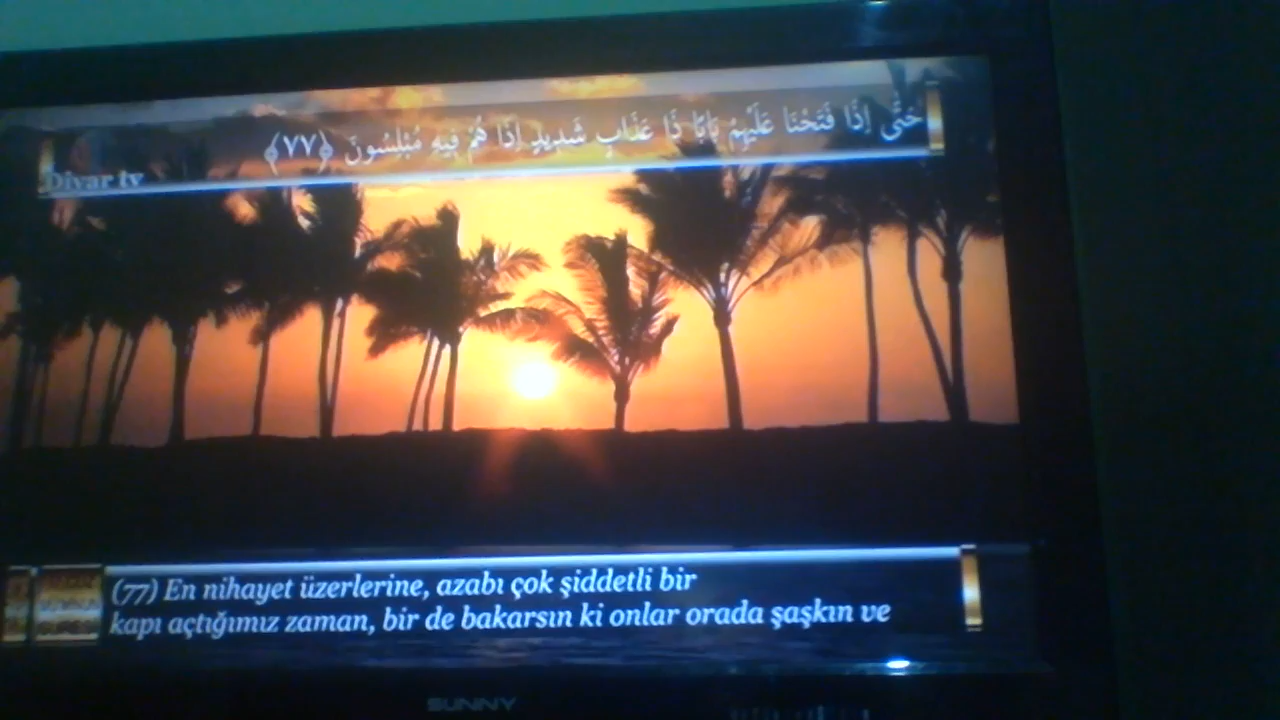 حَتَّى إِذَا فَتَحْنَا عَلَيْهِمْ بَابًا ذَا عَذَابٍ شَدِيدٍ إِذَا هُمْ فِيهِ مُبْلِسُونَ ﴿٧٧﴾
Divar tv
(77) En nihayet üzerlerine, azabı çok şiddetli bir
kapı açtığımız zaman, bir de bakarsın ki onlar orada şaşkın ve
SUNNY